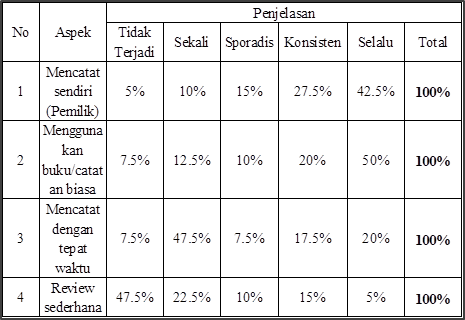 No Aspek Penjelasan
Tidak Terjadi Sekali Sporadis Konsisten Selalu Total
1 Mencatat sendiri (Pemilik) 5% 10% 15% 27.5% 42.5% 100%
2 Mengguna kan buku/catat an biasa 7.5% 12.5% 10% 20% 50% 100%
3 Mencatat dengan tepat waktu 7.5% 47.5% 7.5% 17.5% 20% 100%
4 Review sederhana 47.5% 22.5% 10% 15% 5% 100%